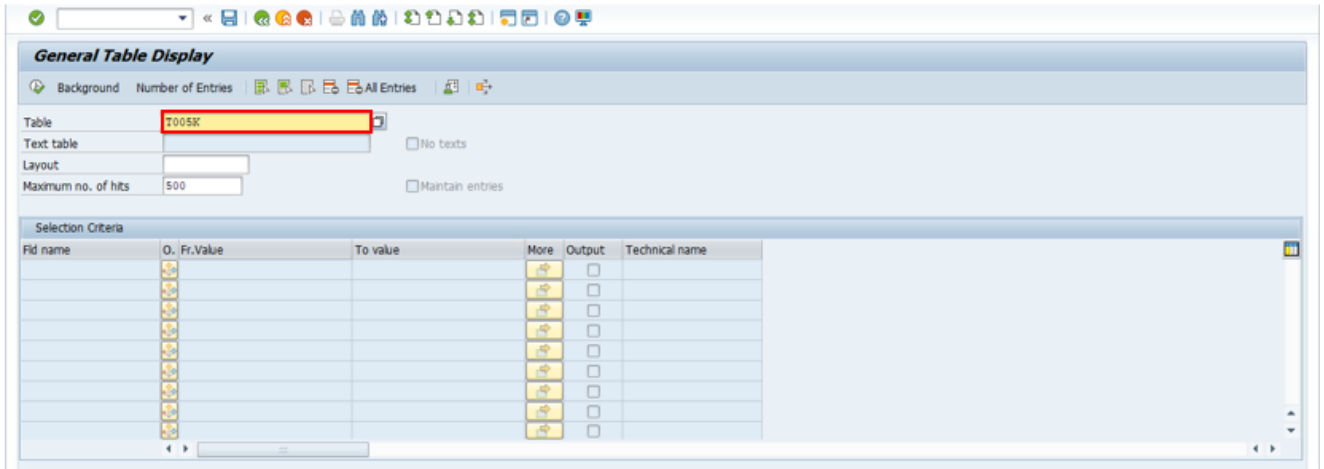 General Table Display
Background Number of Entries All Entries
Table T005K
Text table No texts
Layout
Maximum no. of hits 500 Maintain entries
Selection Criteria
Fld name O. Fr.Value To value More Output Technical name